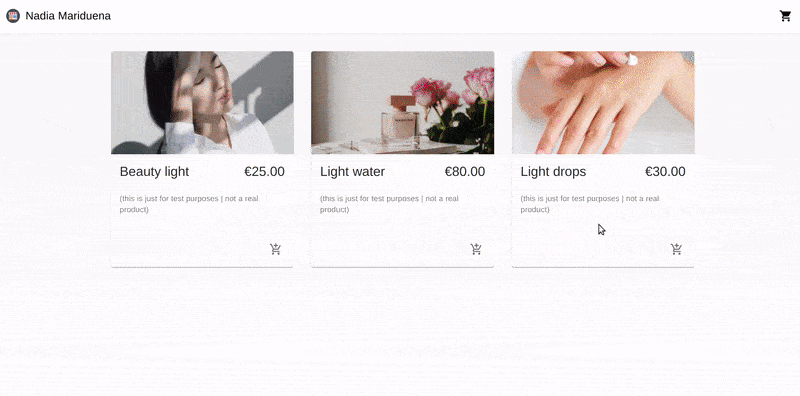 Nadia Mariduena
Beauty light €25.00
(this is just for test purposes | not a real
product)
Light water €80.00
(this is just for test purposes | not a real
product)
Light drops €30.00
(this is just for test purposes | not a real
product)